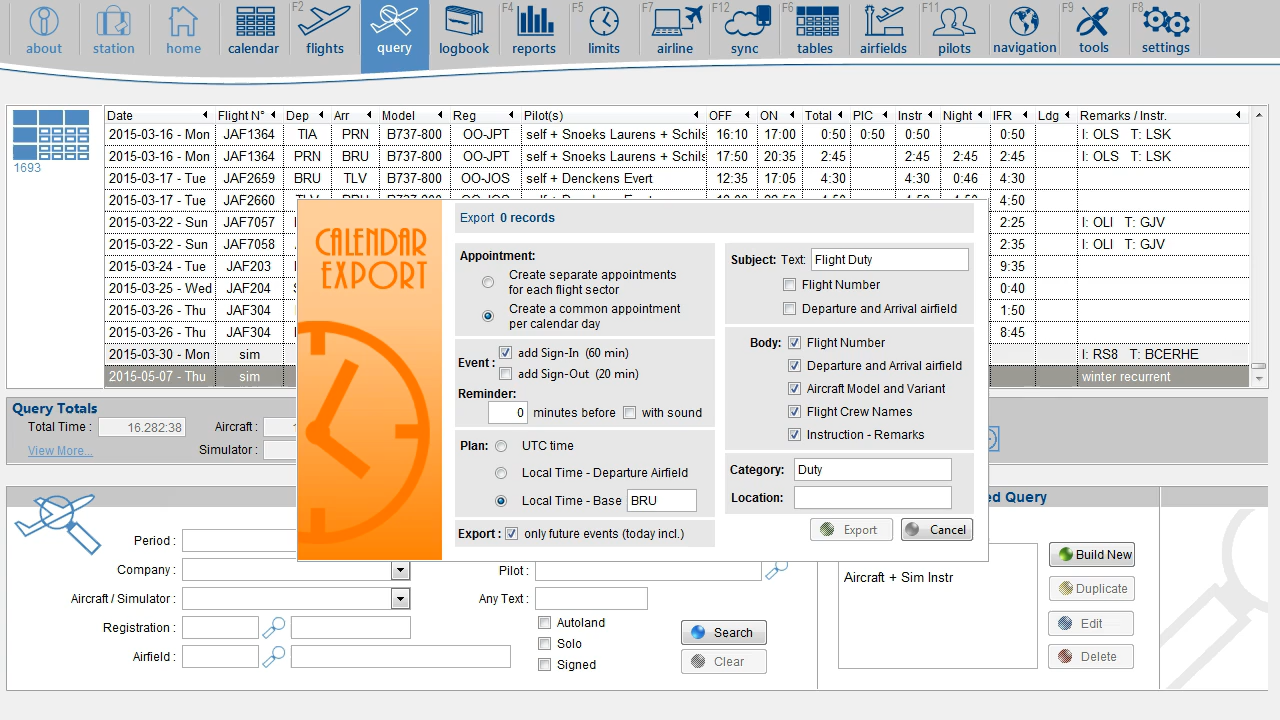 F2 F4 F5 F7 F12 F6 F11 F9 F8
about station home calendar flights query logbook reports limits airline sync tables airfields pilots navigation tools settings
1693
Date Flight N° Dep Arr Model Reg Pilot(s) OFF ON Total PIC Instr Night IFR Ldg Remarks / Instr.
2015-03-16 - Mon JAF1364 TIA PRN B737-800 OO-JPT self + Snoeks Laurens + Schils 16:10 17:00 0:50 0:50 0:50 0:50 I: OLS T: LSK
2015-03-16 - Mon JAF1364 PRN BRU B737-800 OO-JPT self + Snoeks Laurens + Schils 17:50 20:35 2:45 2:45 2:45 2:45 I: OLS T: LSK
2015-03-17 - Tue JAF2659 BRU TLV B737-800 OO-JOS self + Denckens Evert 12:35 17:05 4:30 4:30 0:46 4:30
2015-03-17 - Tue JAF2660 4:50
2015-03-22 - Sun JAF7057 2:25 I: OLI T: GJV
2015-03-22 - Sun JAF7058 2:35 I: OLI T: GJV
2015-03-24 - Tue JAF203 9:35
2015-03-25 - Wed JAF204 0:40
2015-03-26 - Thu JAF304 1:50
2015-03-26 - Thu JAF304 8:45
2015-03-30 - Mon sim I: RS8 T: BCERHE
2015-05-07 - Thu sim winter recurrent
CALENDAR
EXPORT
Export 0 records
Appointment:
Create separate appointments
for each flight sector
Create a common appointment
per calendar day
Event : add Sign-In (60 min)
add Sign-Out (20 min)
Reminder:
0 minutes before with sound
Plan: UTC time
Local Time - Departure Airfield
Local Time - Base BRU
Export : only future events (today incl.)
Subject: Text: Flight Duty
Flight Number
Departure and Arrival airfield
Body: Flight Number
Departure and Arrival airfield
Aircraft Model and Variant
Flight Crew Names
Instruction - Remarks
Category: Duty
Location:
Export Cancel
Query Totals
Total Time : 16.282:38 Aircraft :
View More... Simulator :
Period :
Company :
Aircraft / Simulator :
Registration :
Airfield :
Pilot :
Any Text :
Autoland
Solo
Signed
Search
Clear
Query
Aircraft + Sim Instr
Build New
Duplicate
Edit
Delete